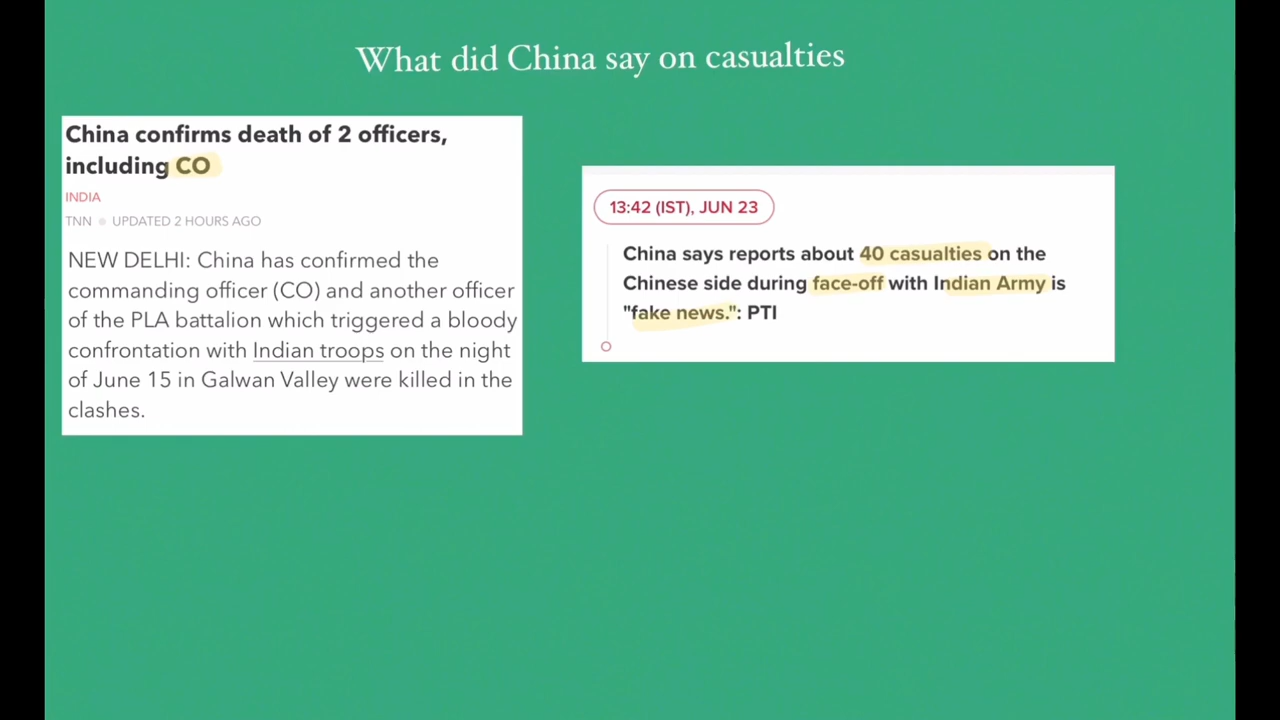 What did China say on casualties
China confirms death of 2 officers,
including CO
INDIA
TNN • UPDATED 2 HOURS AGO
NEW DELHI: China has confirmed the
commanding officer (CO) and another officer
of the PLA battalion which triggered a bloody
confrontation with Indian troops on the night
of June 15 in Galwan Valley were killed in the
clashes.
13:42 (IST), JUN 23
China says reports about 40 casualties on the
Chinese side during face-off with Indian Army is
"fake news.": PTI